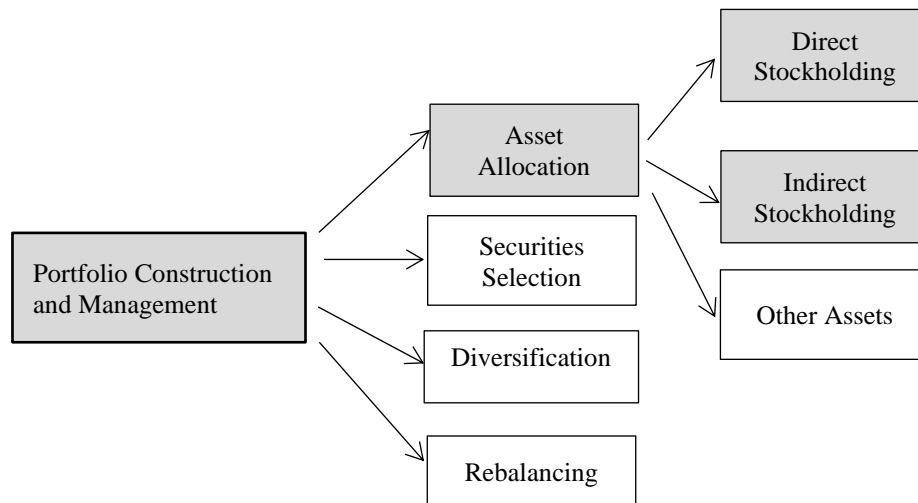 Direct
Stockholding
Asset
Allocation
Indirect
Stockholding
Securities
Selection
Portfolio Construction
and Management
Other Assets
Diversification
Rebalancing